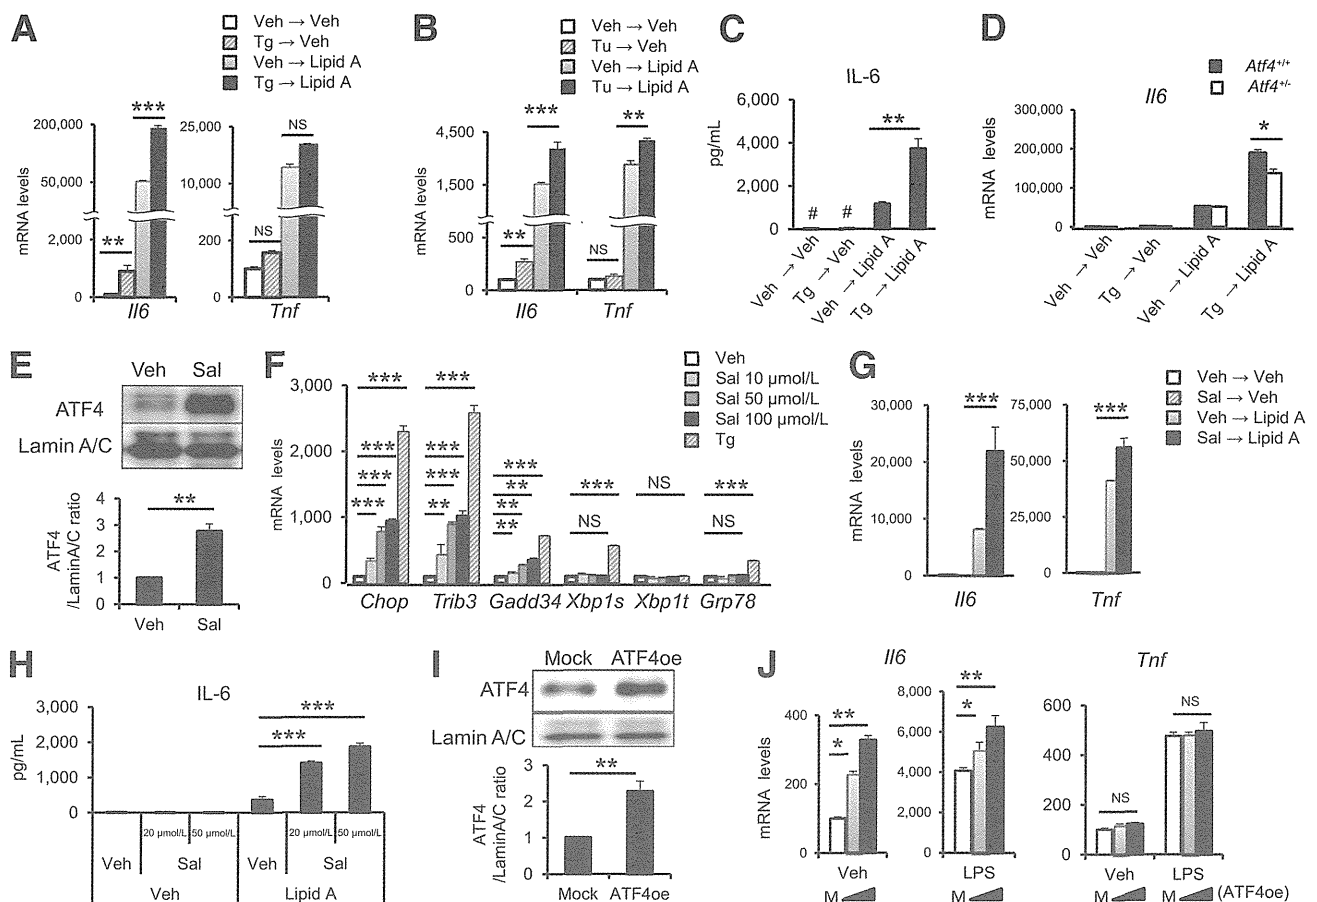 A
Veh → Veh
Tg → Veh
Veh → Lipid A
Tg → Lipid A
mRNA levels
200,000
50,000
2,000
0
***
**
Il6
25,000
10,000
200
0
NS
NS
Tnf
B
Veh → Veh
Tu → Veh
Veh → Lipid A
Tu → Lipid A
mRNA levels
4,500
1,500
500
0
***
**
**
NS
Il6
Tnf
C
IL-6
pg/mL
6,000
4,000
2,000
0
**
# #
Veh → Veh
Tg → Veh
Veh → Lipid A
Tg → Lipid A
D
Atf4+/+
Atf4+/-
Il6
mRNA levels
300,000
200,000
100,000
0
*
Veh → Veh
Tg → Veh
Veh → Lipid A
Tg → Lipid A
E
Veh Sal
ATF4
Lamin A/C
ATF4
/LaminA/C ratio
4
3
2
1
0
**
Veh Sal
F
Veh
Sal 10 µmol/L
Sal 50 µmol/L
Sal 100 µmol/L
Tg
mRNA levels
3,000
2,000
1,000
0
***
***
***
***
***
***
***
**
***
**
**
**
***
NS
NS
***
NS
Chop Trib3 Gadd34 Xbp1s Xbp1t Grp78
G
Veh → Veh
Sal → Veh
Veh → Lipid A
Sal → Lipid A
mRNA levels
30,000
20,000
10,000
0
***
Il6
75,000
50,000
25,000
0
***
Tnf
H
IL-6
pg/mL
3,000
2,000
1,000
0
***
***
20 µmol/L 50 µmol/L 20 µmol/L 50 µmol/L
Veh Sal Veh Sal
Veh Lipid A
I
Mock ATF4oe
ATF4
Lamin A/C
ATF4
/LaminA/C ratio
3
2
1
0
**
Mock ATF4oe
J
Il6
mRNA levels
400
200
0
**
*
Veh
M
8,000
6,000
4,000
2,000
0
**
*
LPS
M
Tnf
600
400
200
0
NS
NS
Veh LPS
M M (ATF4oe)